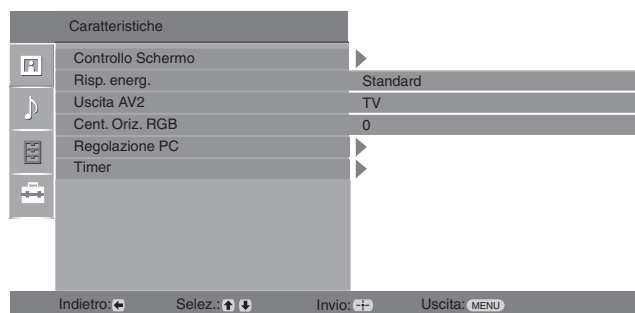 Caratteristiche
Controllo Schermo
Risp. energ. Standard
Uscita AV2 TV
Cent. Oriz. RGB 0
Regolazione PC
Timer
Indietro: Selez.: Invio: Uscita: MENU